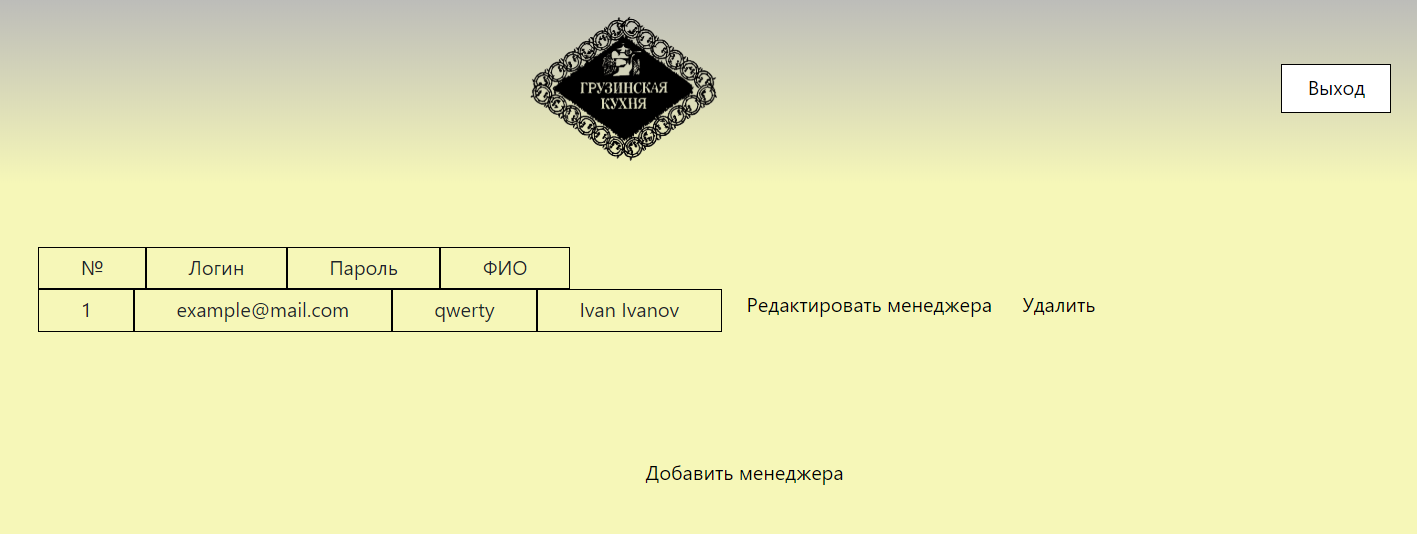 ГРУЗИНСКАЯ
КУХНЯ
Выход
№ Логин Пароль ФИО
1 example@mail.com qwerty Ivan Ivanov Редактировать менеджера Удалить
Добавить менеджера